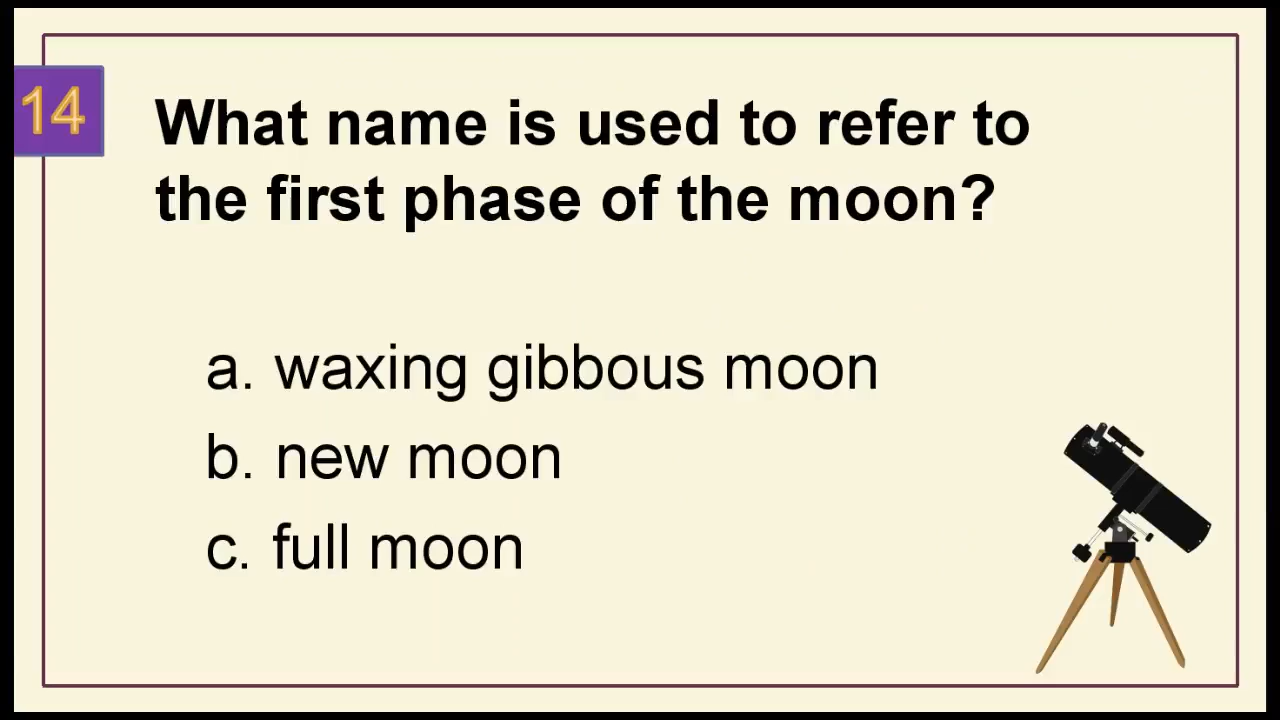 14
What name is used to refer to
the first phase of the moon?
a. waxing gibbous moon
b. new moon
c. full moon